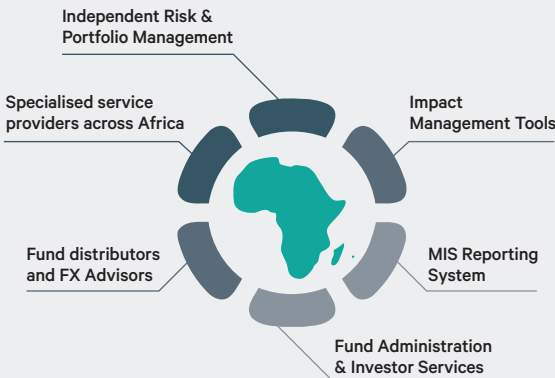 Independent Risk &
Portfolio Management
Specialised service
providers across Africa
Impact
Management Tools
Fund distributors
and FX Advisors
MIS Reporting
System
Fund Administration
& Investor Services